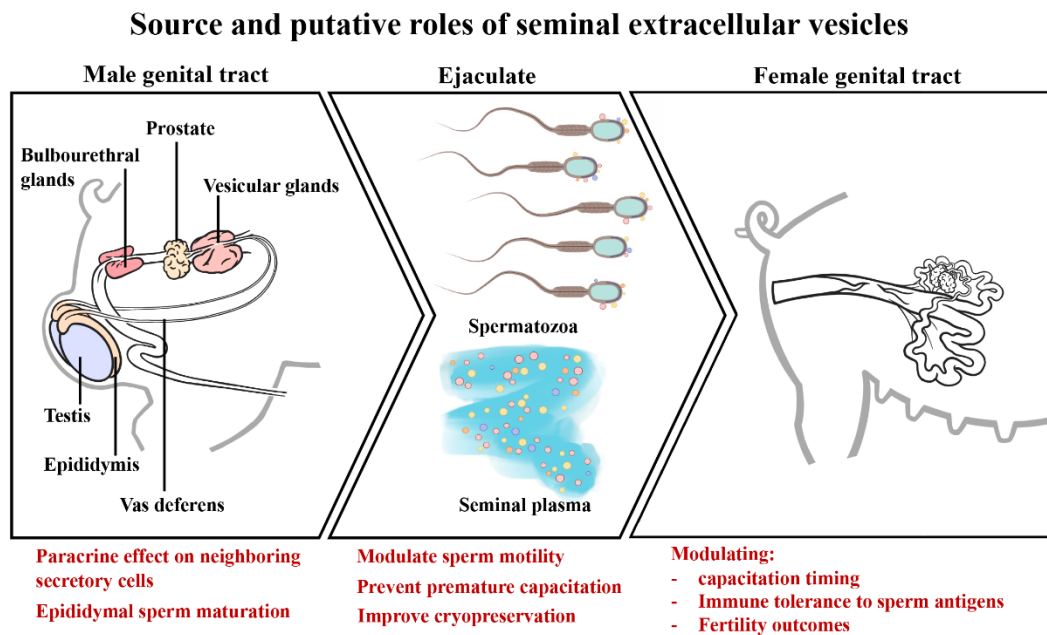 Source and putative roles of seminal extracellular vesicles
Male genital tract
Prostate
Bulbourethral
glands
Vesicular glands
Testis
Epididymis
Vas deferens
Paracrine effect on neighboring
secretory cells
Epididymal sperm maturation
Ejaculate
Spermatozoa
Seminal plasma
Modulate sperm motility
Prevent premature capacitation
Improve cryopreservation
Female genital tract
Modulating:
- capacitation timing
- Immune tolerance to sperm antigens
- Fertility outcomes